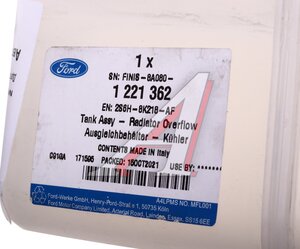 1 x
Ford
SN: FINIS-8A080-
1 221 362
EN: 2S6H-8K218-AF
Tank Assy - Radiator Overflow
Ausgleichbehälter - Kühler
CONTENTS MADE IN Italy
CG18A 171595 PACKED: 15OCT2021 USE BY:
A4LPMS NO. MFL001
Ford-Werke GmbH, Henry-Ford-Straf s 1, 50735 Köln
Ford Motor Company Limited, Arterial Road, Laindon, Essex, SS15 6EE